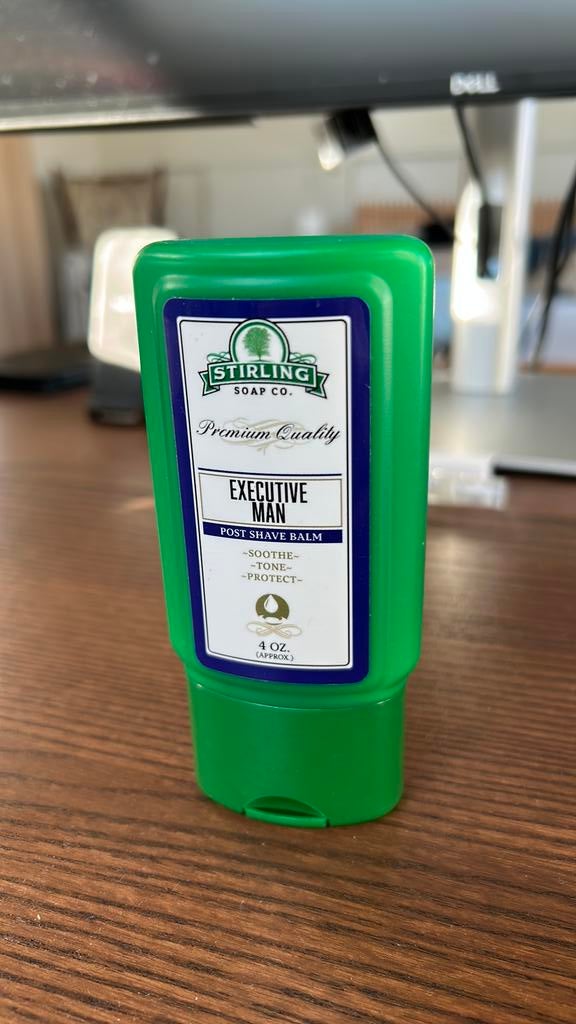 DELL
STIRLING
SOAP CO.
Premium Quality
EXECUTIVE
MAN
POST SHAVE BALM
~SOOTHE~
~TONE~
~PROTECT~
4 OZ.
(APPROX.)